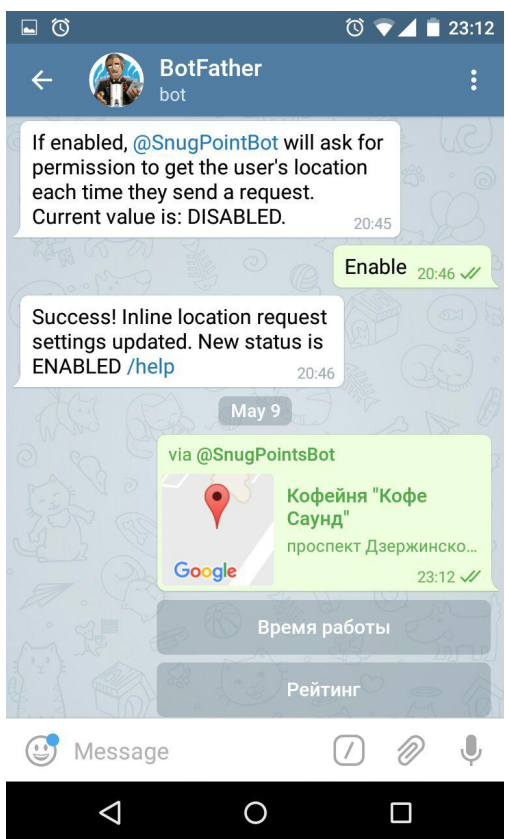 23:12
BotFather
bot
If enabled, @SnugPointBot will ask for
permission to get the user's location
each time they send a request.
Current value is: DISABLED.
20:45
Enable 20:46
Success! Inline location request
settings updated. New status is
ENABLED /help
20:46
May 9
via @SnugPointsBot
Кофейня "Кофе
Саунд"
проспект Дзержинско...
Google
23:12
Время работы
Рейтинг
Message